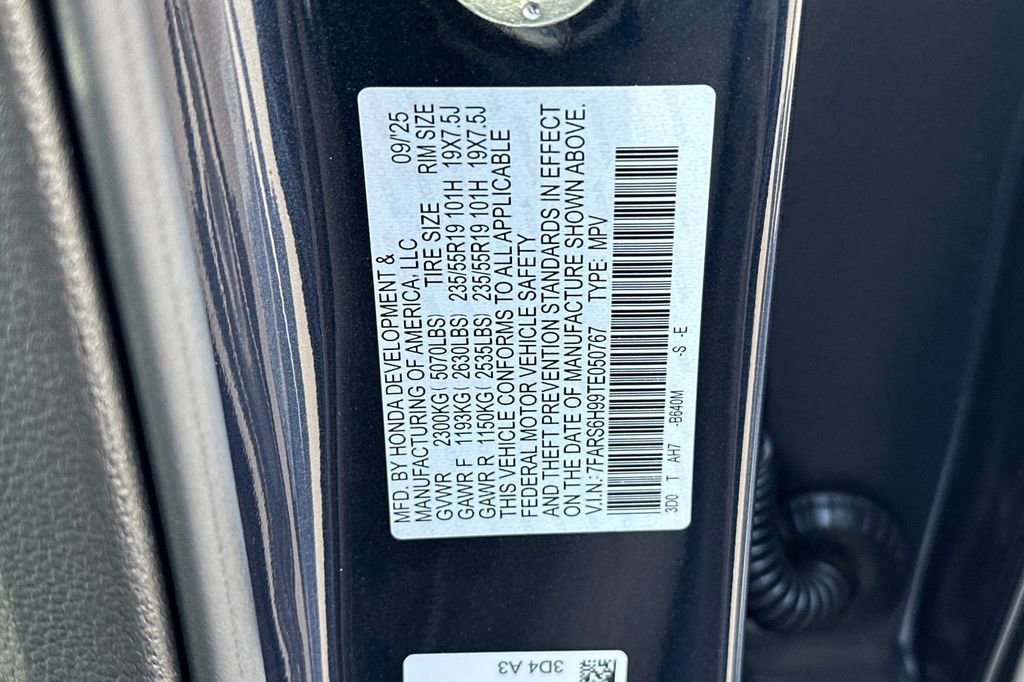 MFD. BY HONDA DEVELOPMENT & 09/'25
MANUFACTURING OF AMERICA, LLC
TIRE SIZE RIM SIZE
GVWR 2300KG( 5070LBS)
GAWR F 1193KG( 2630LBS) 235/55R19 101H 19X7.5J
GAWR R 1150KG( 2535LBS) 235/55R19 101H 19X7.5J
THIS VEHICLE CONFORMS TO ALL APPLICABLE
FEDERAL MOTOR VEHICLE SAFETY
AND THEFT PREVENTION STANDARDS IN EFFECT
ON THE DATE OF MANUFACTURE SHOWN ABOVE.
V.I.N.:7FARS6H99TE050767 TYPE: MPV
3D0 T AH7 -B640M -S -E
3D4 A3